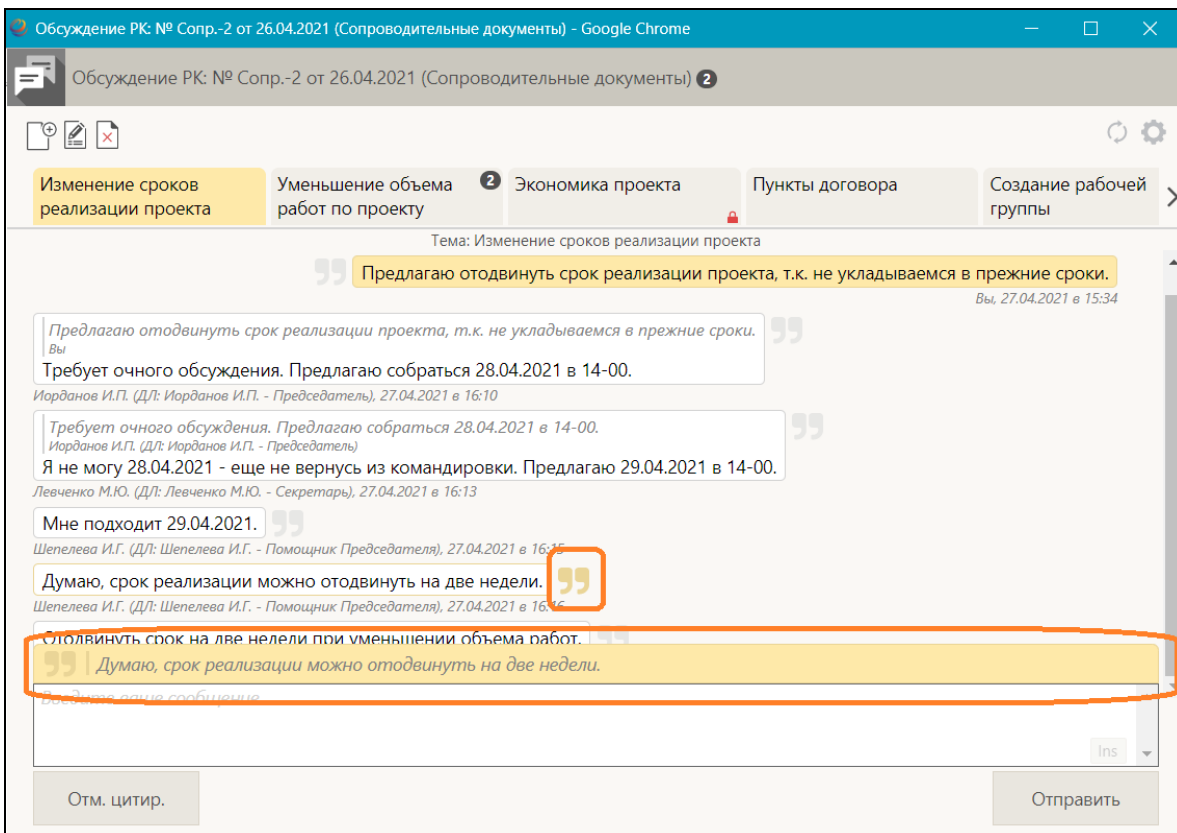 Обсуждение РК: № Сопр.-2 от 26.04.2021 (Сопроводительные документы) - Google Chrome
Обсуждение РК: № Сопр.-2 от 26.04.2021 (Сопроводительные документы) 2
Изменение сроков
реализации проекта
Уменьшение объема
работ по проекту
2
Экономика проекта
Пункты договора
Создание рабочей
группы
Тема: Изменение сроков реализации проекта
Предлагаю отодвинуть срок реализации проекта, т.к. не укладываемся в прежние сроки.
Вы, 27.04.2021 в 15:34
Предлагаю отодвинуть срок реализации проекта, т.к. не укладываемся в прежние сроки.
Вы
Требует очного обсуждения. Предлагаю собраться 28.04.2021 в 14-00.
Иорданов И.П. (ДЛ: Иорданов И.П. - Председатель), 27.04.2021 в 16:10
Требует очного обсуждения. Предлагаю собраться 28.04.2021 в 14-00.
Иорданов И.П. (ДЛ: Иорданов И.П. - Председатель)
Я не могу 28.04.2021 - еще не вернусь из командировки. Предлагаю 29.04.2021 в 14-00.
Левченко М.Ю. (ДЛ: Левченко М.Ю. - Секретарь), 27.04.2021 в 16:13
Мне подходит 29.04.2021.
Шепелева И.Г. (ДЛ: Шепелева И.Г. - Помощник Председателя), 27.04.2021 в 16:15
Думаю, срок реализации можно отодвинуть на две недели.
Шепелева И.Г. (ДЛ: Шепелева И.Г. - Помощник Председателя), 27.04.2021 в 16:16
Отодвинуть срок на две недели при уменьшении объема работ.
Думаю, срок реализации можно отодвинуть на две недели.
Введите ваше сообщение
Ins
Отм. цитир.
Отправить